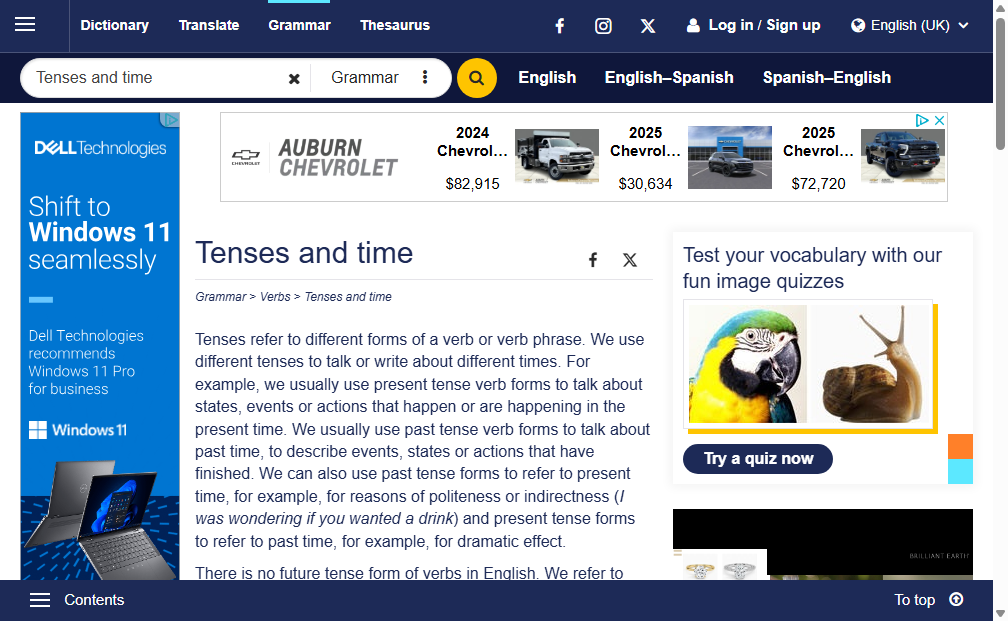 Dictionary Translate Grammar Thesaurus Log in / Sign up English (UK)
Tenses and time Grammar English English–Spanish Spanish–English
DELL Technologies
Shift to
Windows 11
seamlessly
Dell Technologies
recommends
Windows 11 Pro
for business
Windows 11
CHEVROLET
AUBURN
CHEVROLET
2024
Chevrol...
$82,915
2025
Chevrol...
$30,634
2025
Chevrol...
$72,720
Tenses and time
Grammar > Verbs > Tenses and time
Tenses refer to different forms of a verb or verb phrase. We use
different tenses to talk or write about different times. For
example, we usually use present tense verb forms to talk about
states, events or actions that happen or are happening in the
present time. We usually use past tense verb forms to talk about
past time, to describe events, states or actions that have
finished. We can also use past tense forms to refer to present
time, for example, for reasons of politeness or indirectness (I
was wondering if you wanted a drink) and present tense forms
to refer to past time, for example, for dramatic effect.
There is no future tense form of verbs in English. We refer to
Test your vocabulary with our
fun image quizzes
Try a quiz now
BRILLIANT EARTH
Contents To top